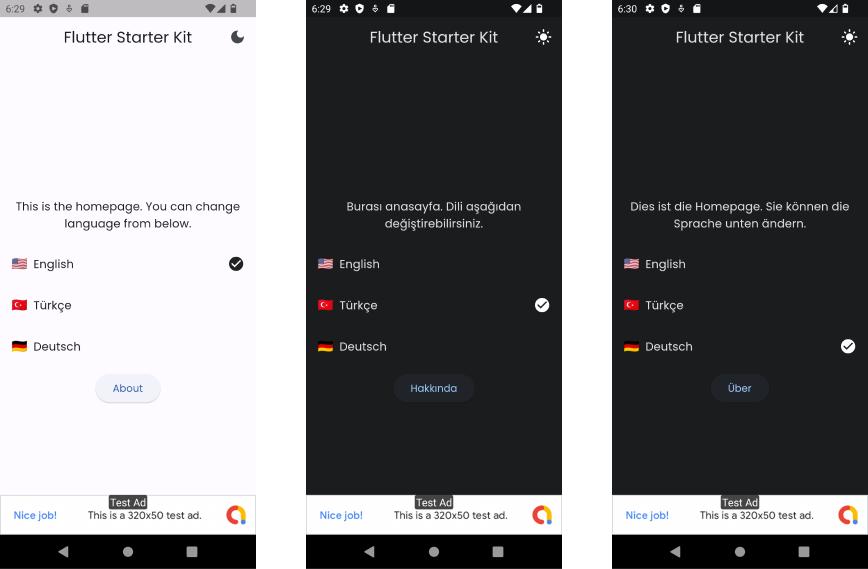 6:29
Flutter Starter Kit
This is the homepage. You can change
language from below.
English
Türkçe
Deutsch
About
Test Ad
Nice job!
This is a 320x50 test ad.
6:29
Flutter Starter Kit
Burası anasayfa. Dili aşağıdan
değiştirebilirsiniz.
English
Türkçe
Deutsch
Hakkında
Test Ad
Nice job!
This is a 320x50 test ad.
6:30
Flutter Starter Kit
Dies ist die Homepage. Sie können die
Sprache unten ändern.
English
Türkçe
Deutsch
Über
Test Ad
Nice job!
This is a 320x50 test ad.